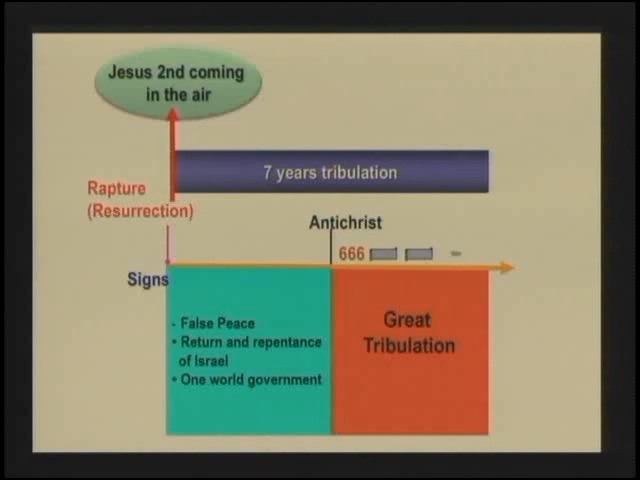 Jesus 2nd coming
in the air
7 years tribulation
Rapture
(Resurrection)
Antichrist
666
Signs
- False Peace
• Return and repentance
of Israel
• One world government
Great
Tribulation